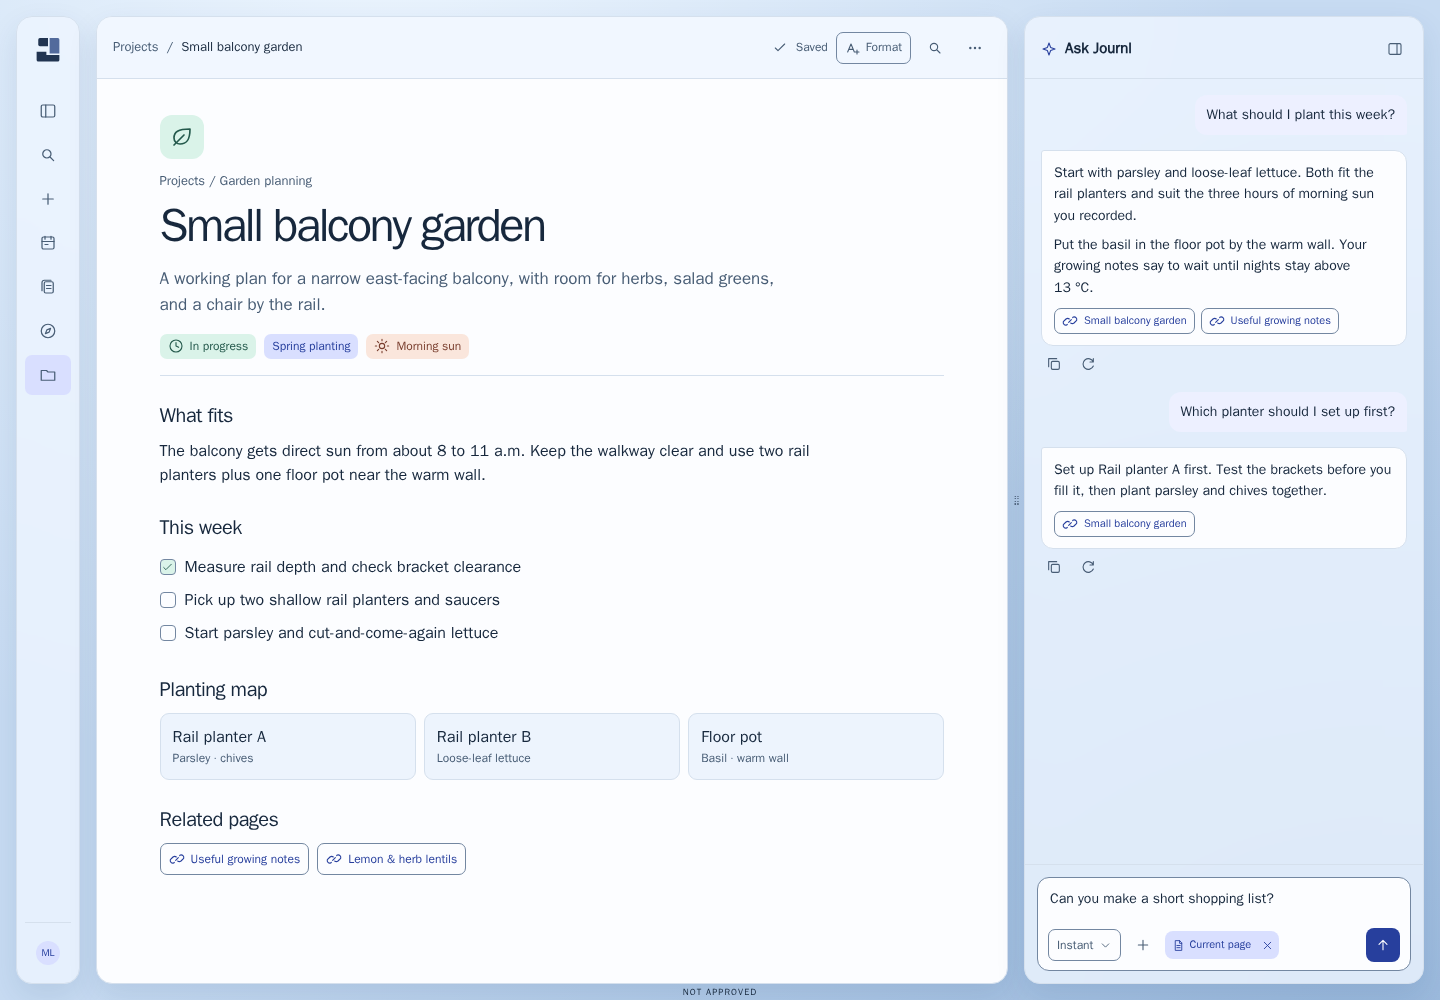 Projects / Small balcony garden
Saved
Format
Projects / Garden planning
Small balcony garden
A working plan for a narrow east-facing balcony, with room for herbs, salad greens,
and a chair by the rail.
In progress
Spring planting
Morning sun
What fits
The balcony gets direct sun from about 8 to 11 a.m. Keep the walkway clear and use two rail
planters plus one floor pot near the warm wall.
This week
Measure rail depth and check bracket clearance
Pick up two shallow rail planters and saucers
Start parsley and cut-and-come-again lettuce
Planting map
Rail planter A
Parsley · chives
Rail planter B
Loose-leaf lettuce
Floor pot
Basil · warm wall
Related pages
Useful growing notes
Lemon & herb lentils
ML
Ask Journl
What should I plant this week?
Start with parsley and loose-leaf lettuce. Both fit the
rail planters and suit the three hours of morning sun
you recorded.
Put the basil in the floor pot by the warm wall. Your
growing notes say to wait until nights stay above
13 °C.
Small balcony garden
Useful growing notes
Which planter should I set up first?
Set up Rail planter A first. Test the brackets before you
fill it, then plant parsley and chives together.
Small balcony garden
Can you make a short shopping list?
Instant
Current page
NOT APPROVED